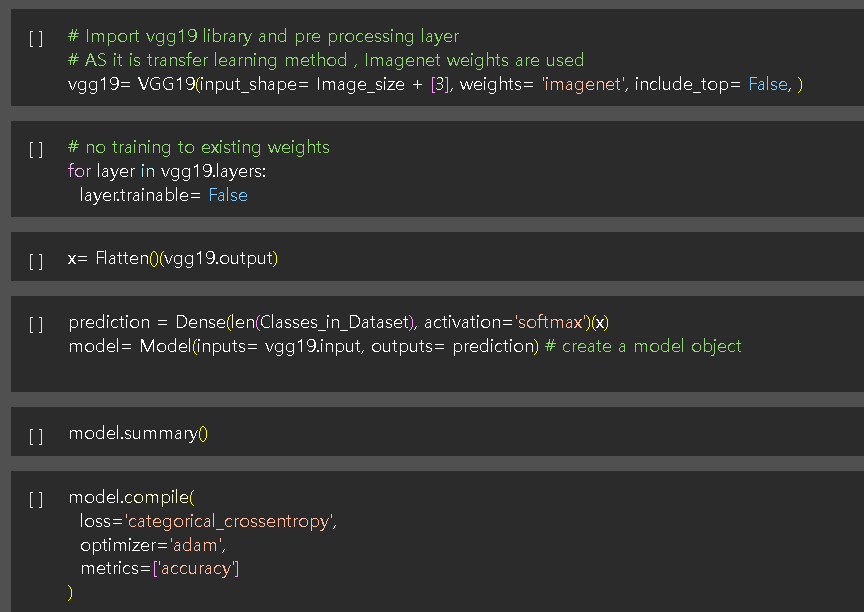 [ ] # Import vgg19 library and pre processing layer
# AS it is transfer learning method , Imagenet weights are used
vgg19= VGG19(input_shape= Image_size + [3], weights= 'imagenet', include_top= False, )
[ ] # no training to existing weights
for layer in vgg19.layers:
layer.trainable= False
[ ] x= Flatten()(vgg19.output)
[ ] prediction = Dense(len(Classes_in_Dataset), activation='softmax')(x)
model= Model(inputs= vgg19.input, outputs= prediction) # create a model object
[ ] model.summary()
[ ] model.compile(
loss='categorical_crossentropy',
optimizer='adam',
metrics=['accuracy']
)